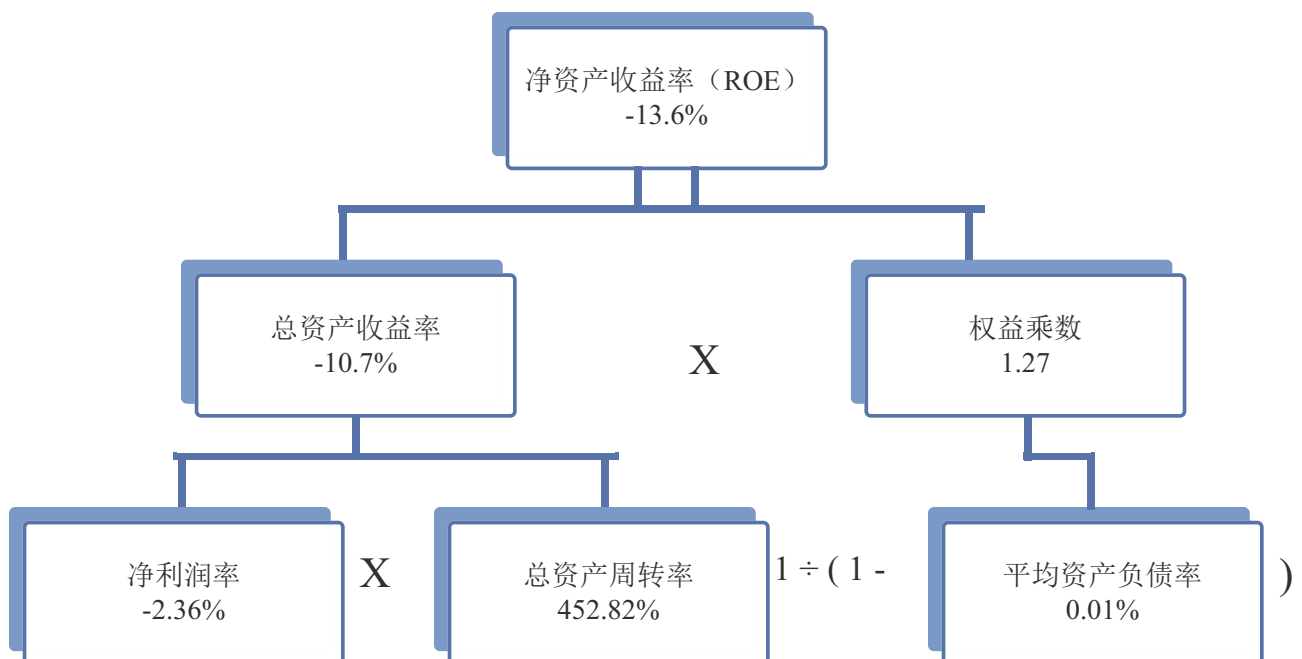 净资产收益率（ROE）
-13.6%
总资产收益率
-10.7%
X
权益乘数
1.27
净利润率
-2.36%
X
总资产周转率
452.82%
1 ÷ ( 1 -
平均资产负债率
0.01%
)